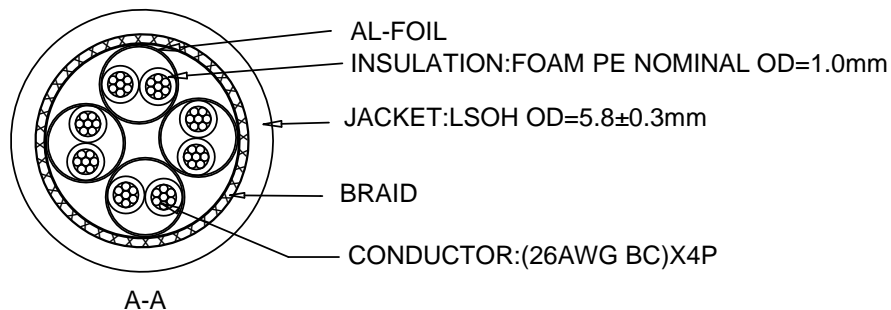 AL-FOIL
INSULATION:FOAM PE NOMINAL OD=1.0mm
JACKET:LSOH OD=5.8±0.3mm
BRAID
CONDUCTOR:(26AWG BC)X4P
A-A